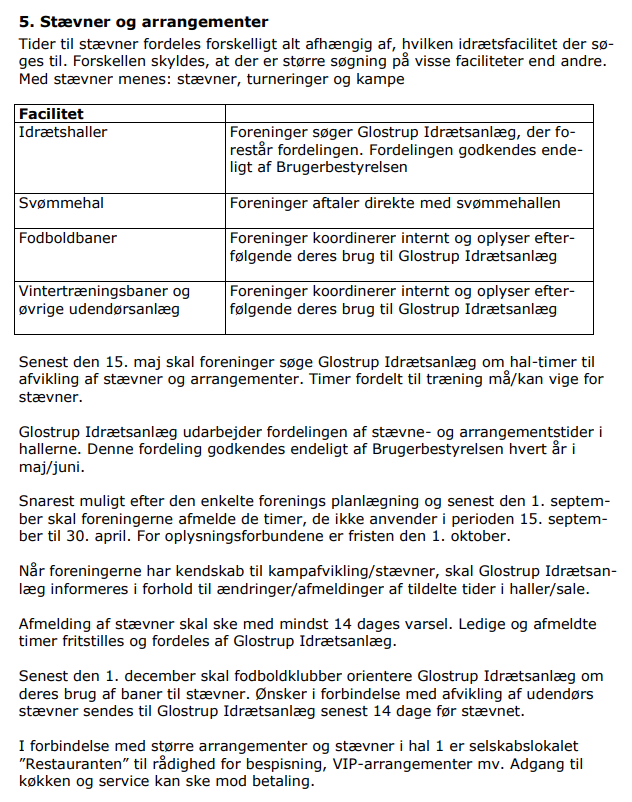 5. Stævner og arrangementer
Tider til stævner fordeles forskelligt alt afhængig af, hvilken idrætsfacilitet der sø-
ges til. Forskellen skyldes, at der er større søgning på visse faciliteter end andre.
Med stævner menes: stævner, turneringer og kampe
Facilitet
Idrætshaller
Foreninger søger Glostrup Idrætsanlæg, der fo-
restår fordelingen. Fordelingen godkendes ende-
ligt af Brugerbestyrelsen
Svømmehal
Foreninger aftaler direkte med svømmehallen
Fodboldbaner
Foreninger koordinerer internt og oplyser efter-
følgende deres brug til Glostrup Idrætsanlæg
Vintertræningsbaner og
øvrige udendørsanlæg
Foreninger koordinerer internt og oplyser efter-
følgende deres brug til Glostrup Idrætsanlæg
Senest den 15. maj skal foreninger søge Glostrup Idrætsanlæg om hal-timer til
afvikling af stævner og arrangementer. Timer fordelt til træning må/kan vige for
stævner.
Glostrup Idrætsanlæg udarbejder fordelingen af stævne- og arrangementstider i
hallerne. Denne fordeling godkendes endeligt af Brugerbestyrelsen hvert år i
maj/juni.
Snarest muligt efter den enkelte forenings planlægning og senest den 1. septem-
ber skal foreningerne afmelde de timer, de ikke anvender i perioden 15. septem-
ber til 30. april. For oplysningsforbundene er fristen den 1. oktober.
Når foreningerne har kendskab til kampafvikling/stævner, skal Glostrup Idrætsan-
læg informeres i forhold til ændringer/afmeldinger af tildelte tider i haller/sale.
Afmelding af stævner skal ske med mindst 14 dages varsel. Ledige og afmeldte
timer fritstilles og fordeles af Glostrup Idrætsanlæg.
Senest den 1. december skal fodboldklubber orientere Glostrup Idrætsanlæg om
deres brug af baner til stævner. Ønsker i forbindelse med afvikling af udendørs
stævner sendes til Glostrup Idrætsanlæg senest 14 dage før stævnet.
I forbindelse med større arrangementer og stævner i hal 1 er selskabslokalet
”Restauranten” til rådighed for bespisning, VIP-arrangementer mv. Adgang til
køkken og service kan ske mod betaling.